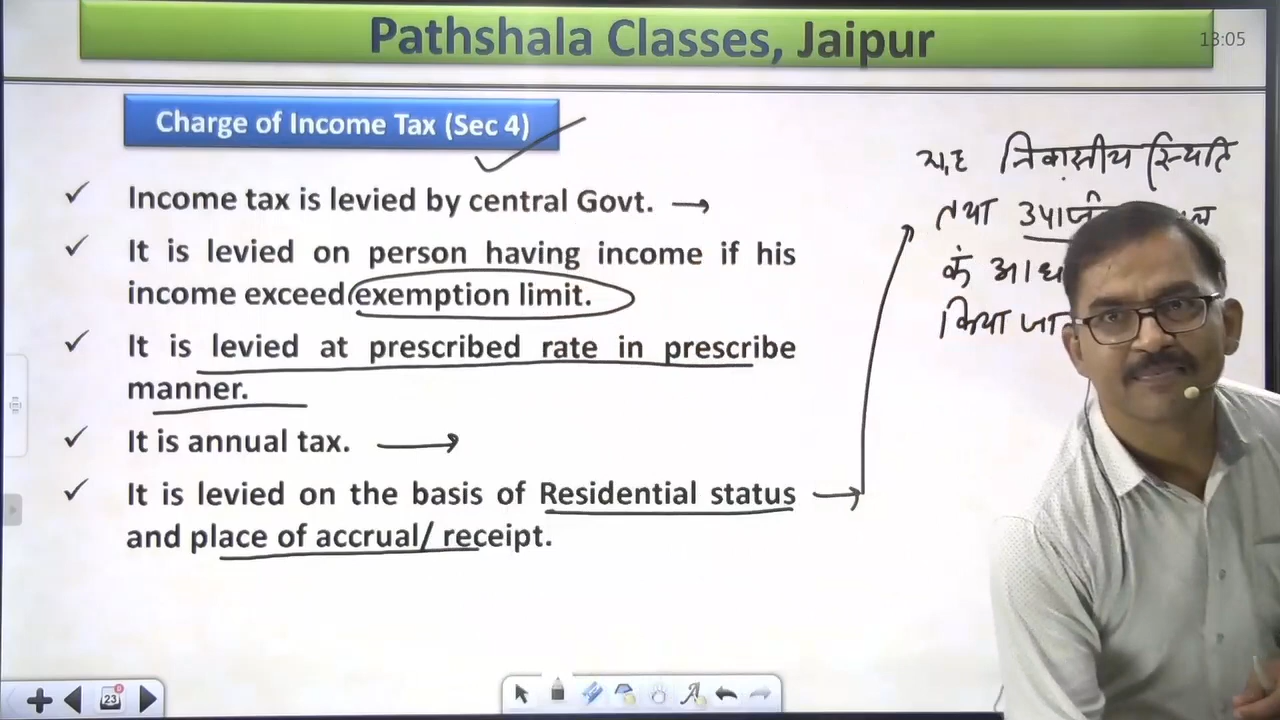 Pathshala Classes, Jaipur
13:05
Charge of Income Tax (Sec 4)
Income tax is levied by central Govt.
It is levied on person having income if his
income exceed exemption limit.
It is levied at prescribed rate in prescribe
manner.
It is annual tax.
It is levied on the basis of Residential status
and place of accrual/ receipt.
यह निवासीय स्थिति
तथा
के
किया
23